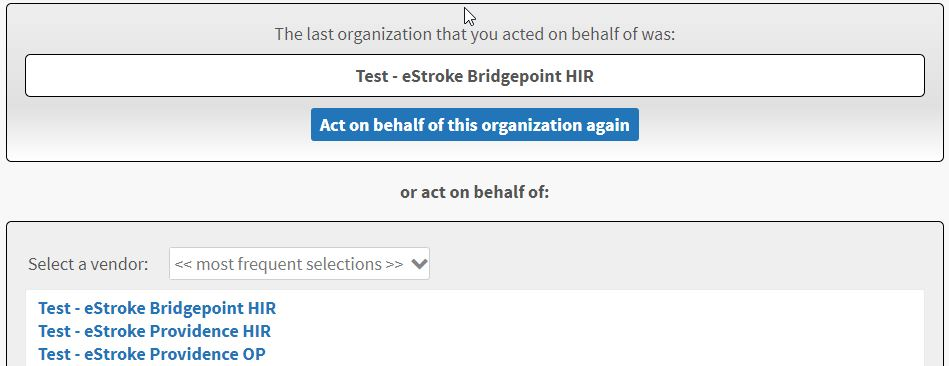 The last organization that you acted on behalf of was:
Test - eStroke Bridgepoint HIR
Act on behalf of this organization again
or act on behalf of:
Select a vendor: << most frequent selections >>
Test - eStroke Bridgepoint HIR
Test - eStroke Providence HIR
Test - eStroke Providence OP